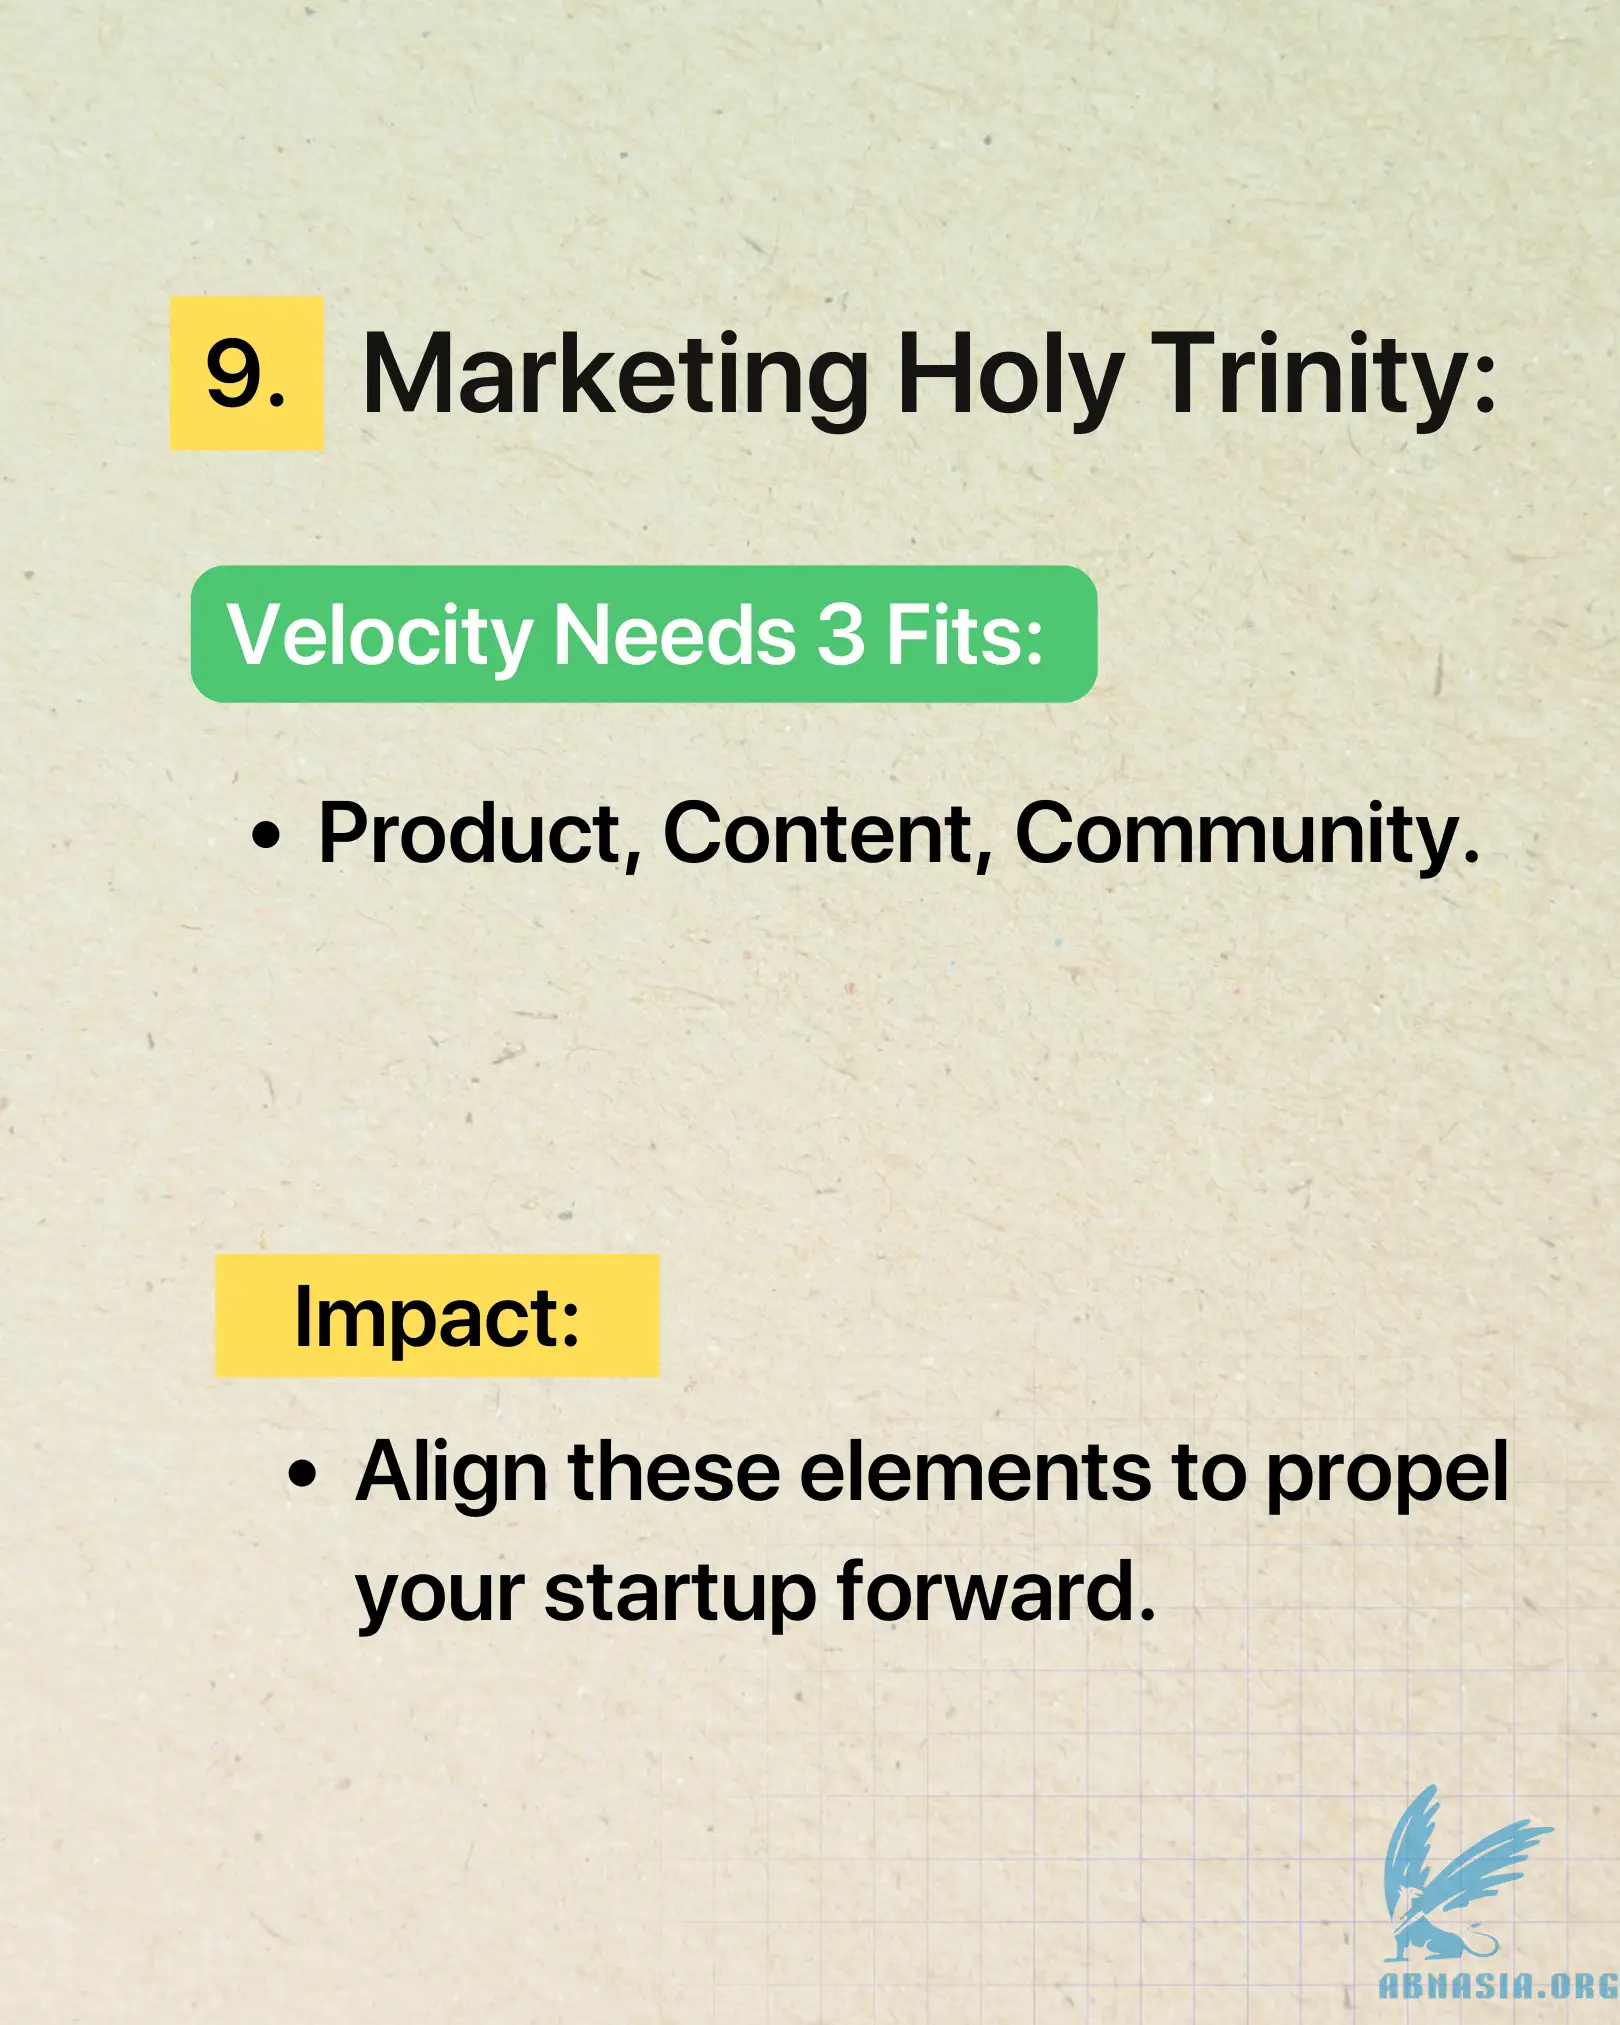 9. Marketing Holy Trinity:
Velocity Needs 3 Fits:
• Product, Content, Community.
Impact:
• Align these elements to propel
your startup forward.
ABNASIA.ORG